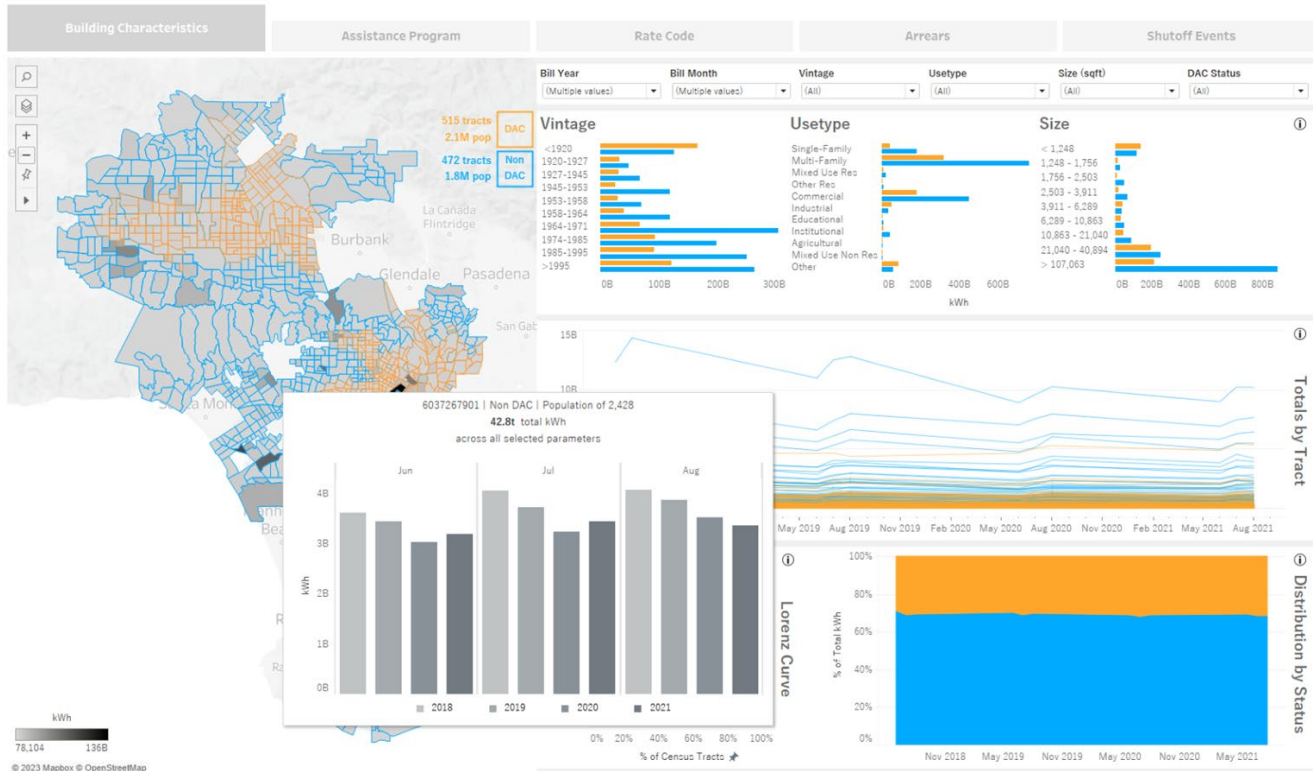 Building Characteristics
Assistance Program
Rate Code
Arrears
Shutoff Events
Bill Year
Bill Month
Vintage
Usetype
Size (sqft)
DAC Status
(Multiple values)
(Multiple values)
(All)
(All)
(All)
(All)
515 tracts
2.1M pop
DAC
472 tracts
1.8M pop
Non
DAC
La Cañada
Flintridge
Burbank
Glendale
Pasadena
San Gab
Santa Mon
Vintage
<1920
1920-1927
1927-1945
1945-1953
1953-1958
1958-1964
1964-1971
1974-1985
1985-1995
>1995
0B 100B 200B 300B
Usetype
Single-Family
Multi-Family
Mixed Use Res
Other Res
Commercial
Industrial
Educational
Institutional
Agricultural
Mixed Use Non Res
Other
0B 200B 400B 600B
kWh
Size
< 1,248
1,248 - 1,756
1,756 - 2,503
2,503 - 3,911
3,911 - 6,289
6,289 - 10,863
10,863 - 21,040
21,040 - 40,894
> 107,063
0B 200B 400B 600B 800B
15B
10B
Totals by Tract
May 2019 Aug 2019 Nov 2019 Feb 2020 May 2020 Aug 2020 Nov 2020 Feb 2021 May 2021 Aug 2021
6037267901 | Non DAC | Population of 2,428
42.8t total kWh
across all selected parameters
Jun Jul Aug
4B
3B
2B
1B
0B
kWh
2018 2019 2020 2021
Lorenz Curve
0% 20% 40% 60% 80% 100%
% of Census Tracts
100%
80%
60%
40%
20%
0%
% of Total kWh
Nov 2018 May 2019 Nov 2019 May 2020 Nov 2020 May 2021
Distribution by Status
kWh
78,104 136B
© 2023 Mapbox © OpenStreetMap